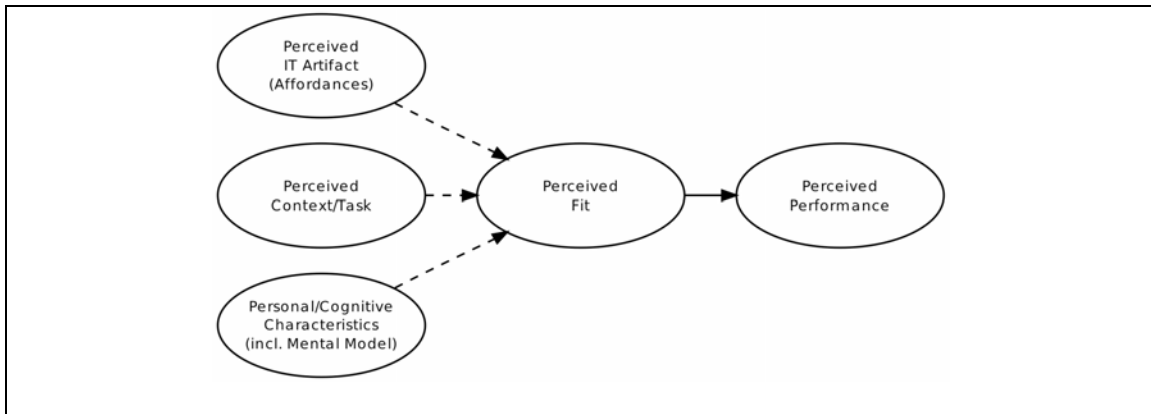 Perceived
IT Artifact
(Affordances)
Perceived
Context/Task
Personal/Cognitive
Characteristics
(incl. Mental Model)
Perceived
Fit
Perceived
Performance